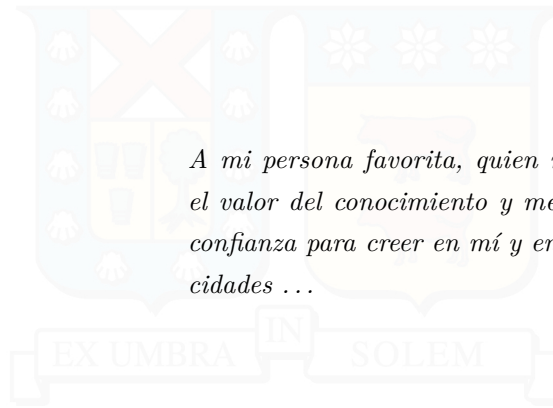 A mi persona favorita, quien
el valor del conocimiento y me
confianza para creer en mí y
cidades ...
EX UMBRA IN SOLEM